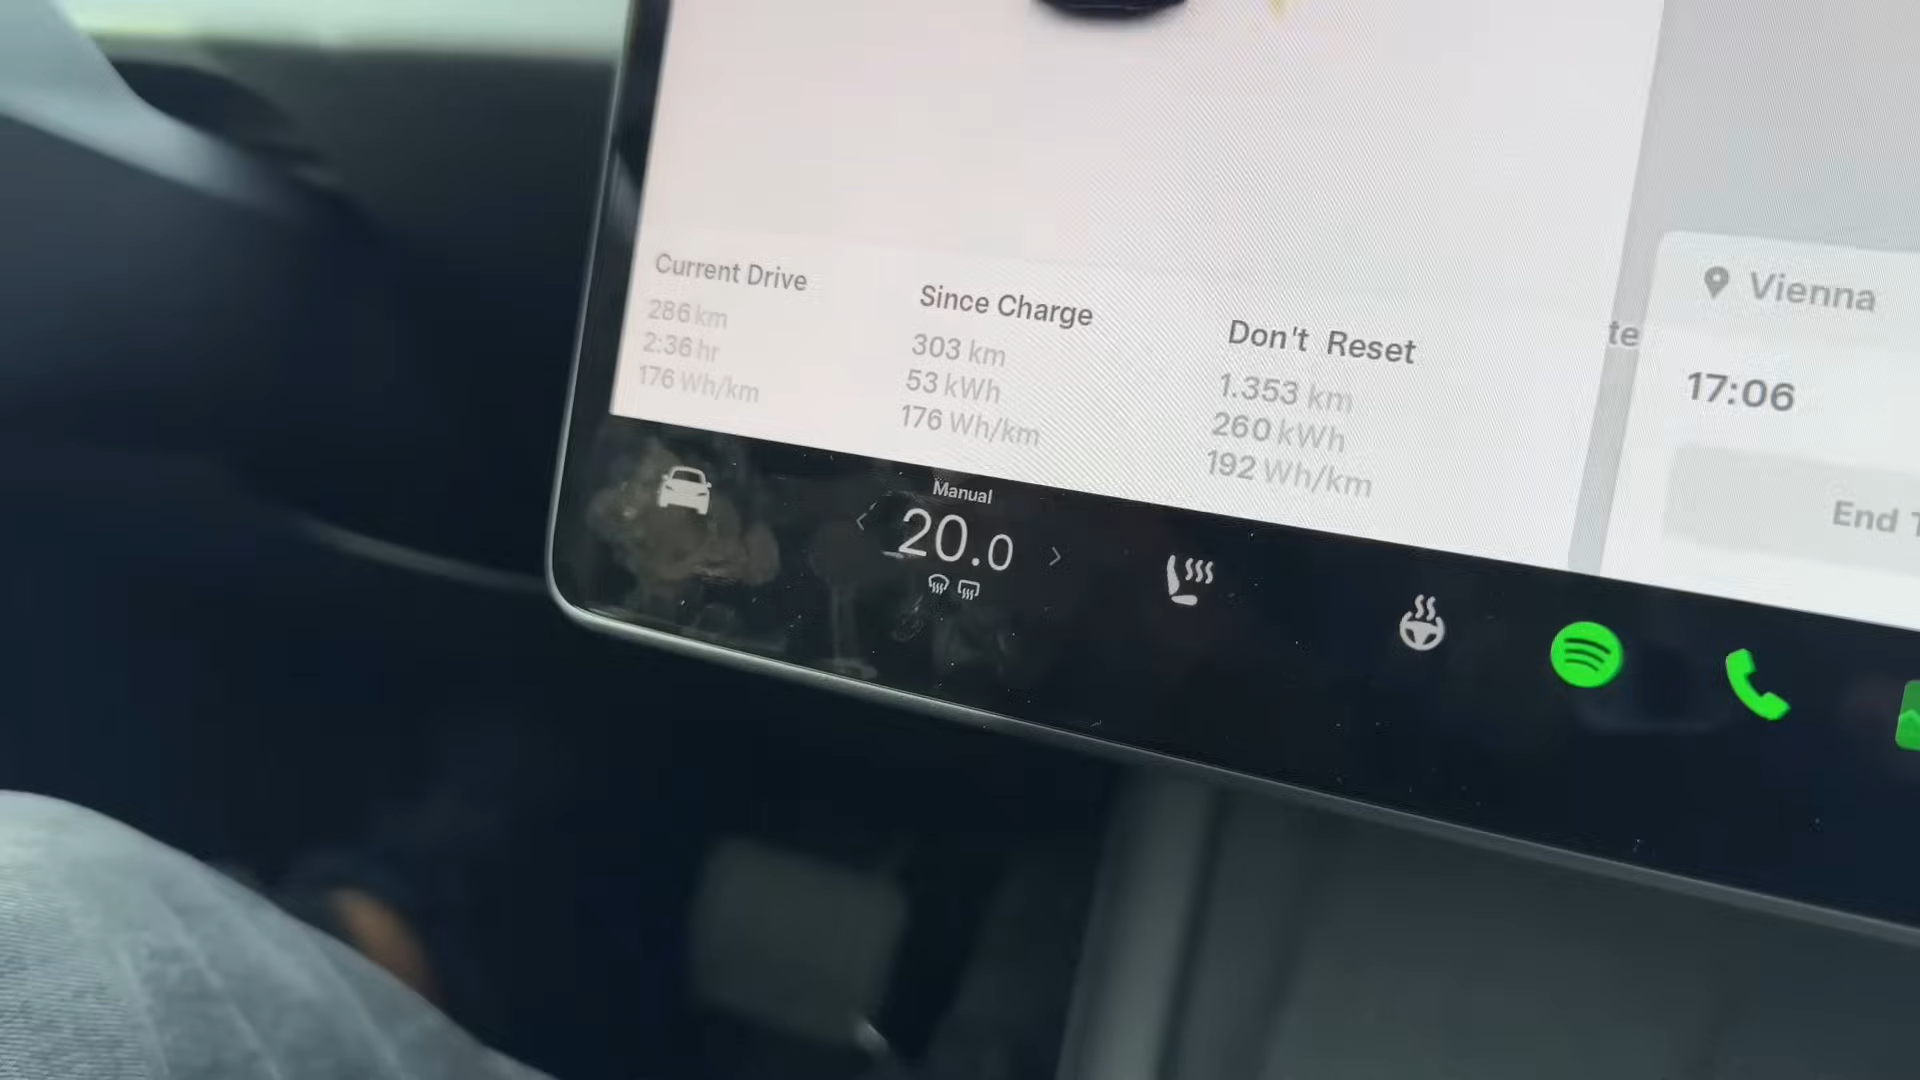 Current Drive
286 km
2:36 hr
176 Wh/km
Since Charge
303 km
53 kWh
176 Wh/km
Don't Reset
1.353 km
260 kWh
192 Wh/km
te
Vienna
17:06
End T
Manual
20.0